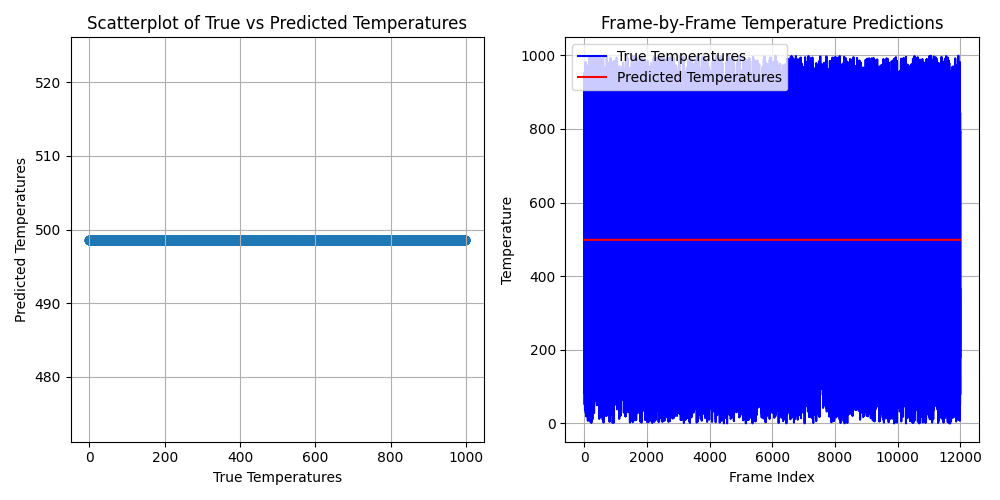 Scatterplot of True vs Predicted Temperatures
Predicted Temperatures
520
510
500
490
480
0 200 400 600 800 1000
True Temperatures
Frame-by-Frame Temperature Predictions
True Temperatures
Predicted Temperatures
Temperature
1000
800
600
400
200
0
0 2000 4000 6000 8000 10000 12000
Frame Index